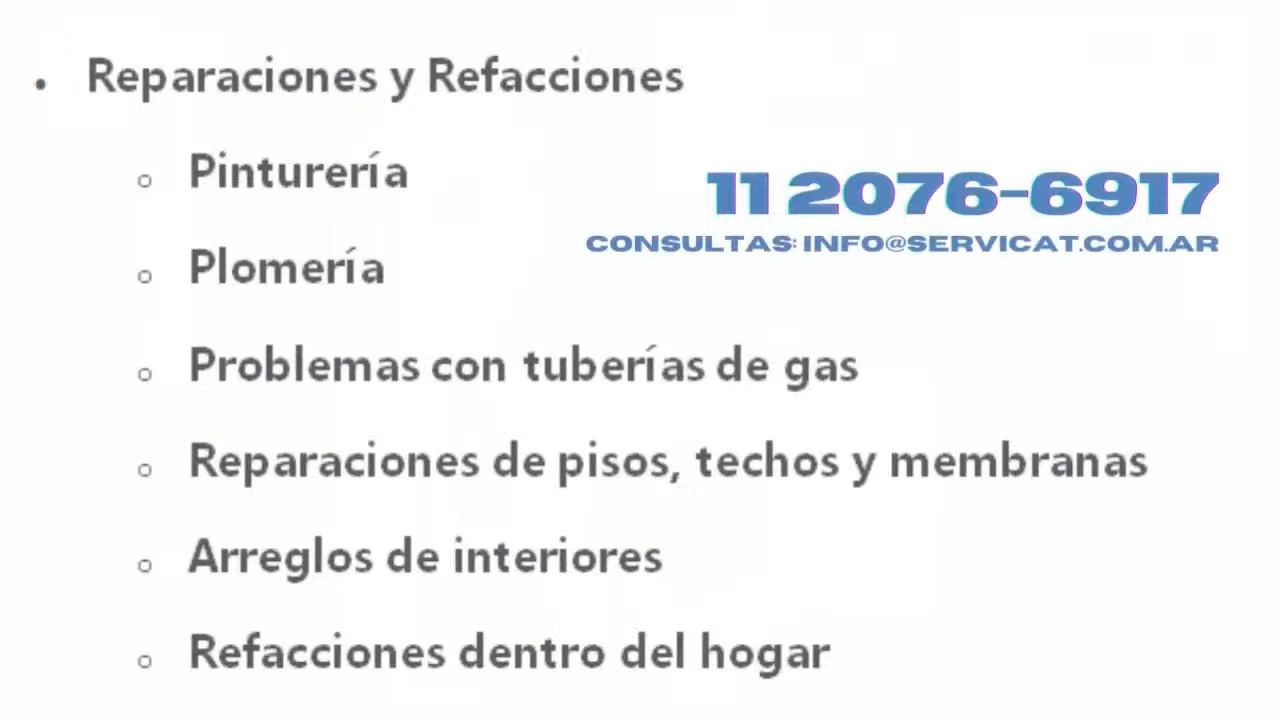 • Reparaciones y Refacciones
o Pinturería
11 2076-6917
CONSULTAS: INFO@SERVICAT.COM.AR
o Plomería
o Problemas con tuberías de gas
o Reparaciones de pisos, techos y membranas
o Arreglos de interiores
o Refacciones dentro del hogar